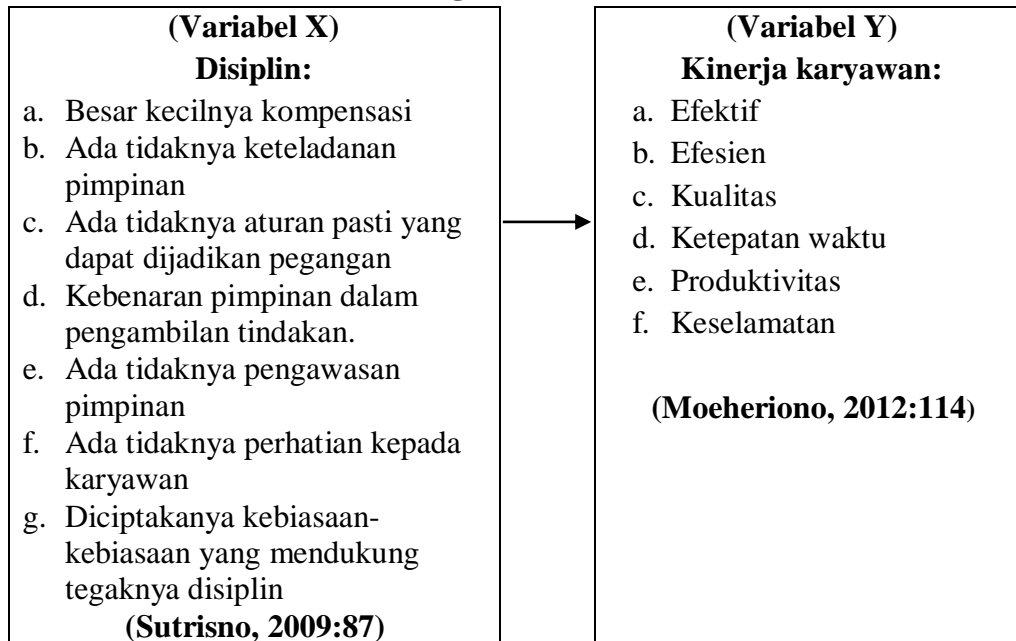 (Variabel X)
Disiplin:
a. Besar kecilnya kompensasi
b. Ada tidaknya keteladanan
pimpinan
c. Ada tidaknya aturan pasti yang
dapat dijadikan pegangan
d. Kebenaran pimpinan dalam
pengambilan tindakan.
e. Ada tidaknya pengawasan
pimpinan
f. Ada tidaknya perhatian kepada
karyawan
g. Diciptakanya kebiasaan-
kebiasaan yang mendukung
tegaknya disiplin
(Sutrisno, 2009:87)
(Variabel Y)
Kinerja karyawan:
a. Efektif
b. Efesien
c. Kualitas
d. Ketepatan waktu
e. Produktivitas
f. Keselamatan
(Moeheriono, 2012:114)